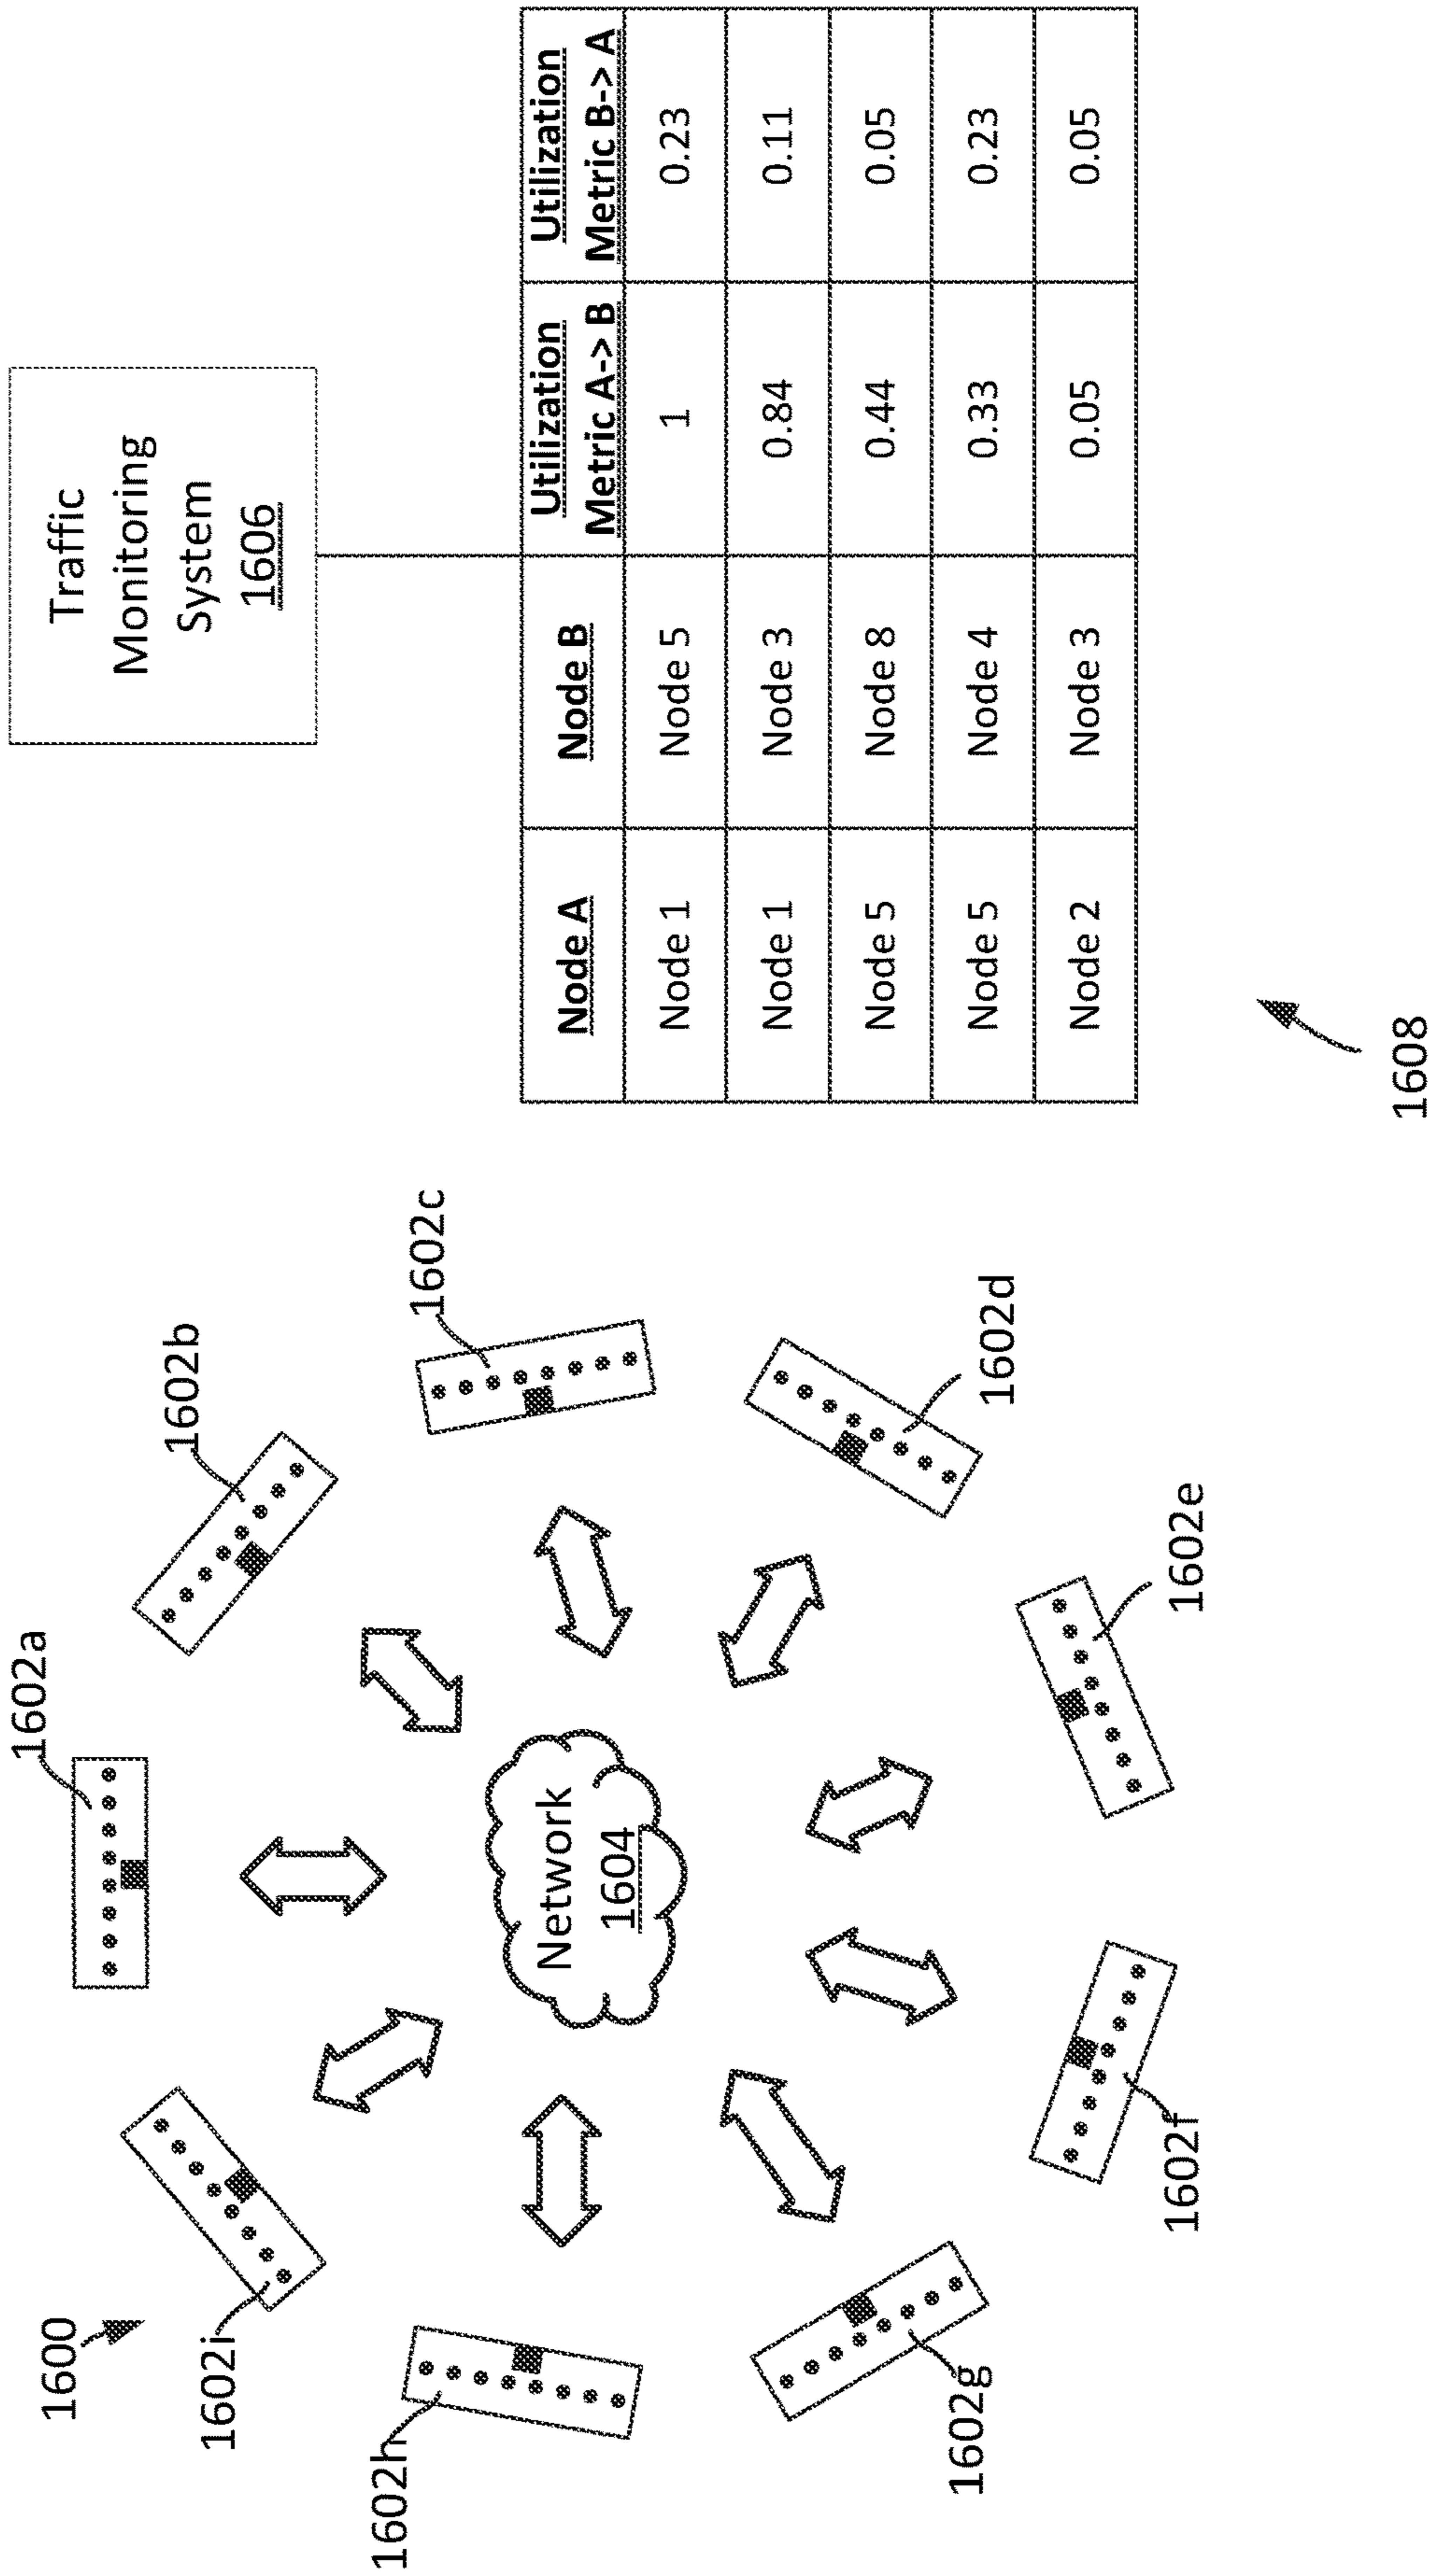 1600
1602a
1602b
1602c
1602d
1602e
1602f
1602g
1602h
1602i
Network
1604
Traffic
Monitoring
System
1606
Node A
Node B
Utilization
Metric A-> B
Utilization
Metric B-> A
Node 1
Node 5
1
0.23
Node 1
Node 3
0.84
0.11
Node 5
Node 8
0.44
0.05
Node 5
Node 4
0.33
0.23
Node 2
Node 3
0.05
0.05
1608